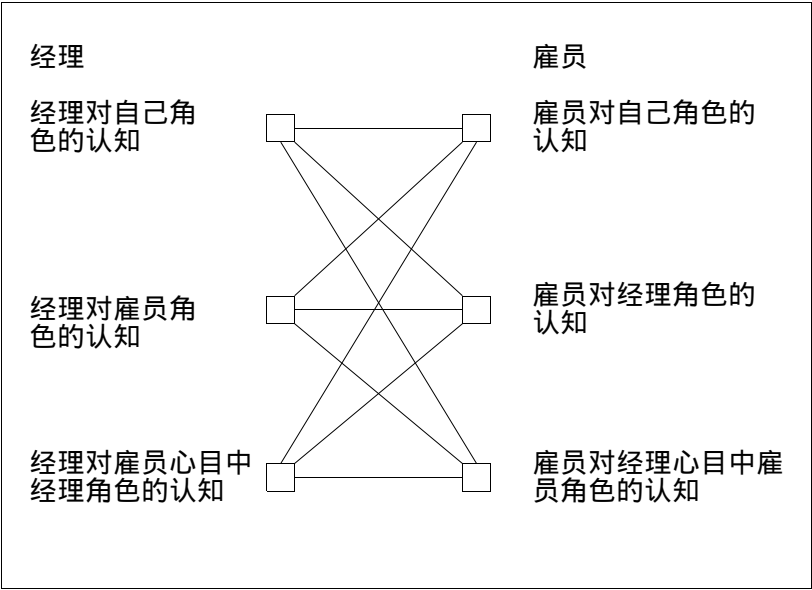 经理
雇员
经理对自己角
色的认知
雇员对自己角色的
认知
经理对雇员角
色的认知
雇员对经理角色的
认知
经理对雇员心目中
经理角色的认知
雇员对经理心目中雇
员角色的认知